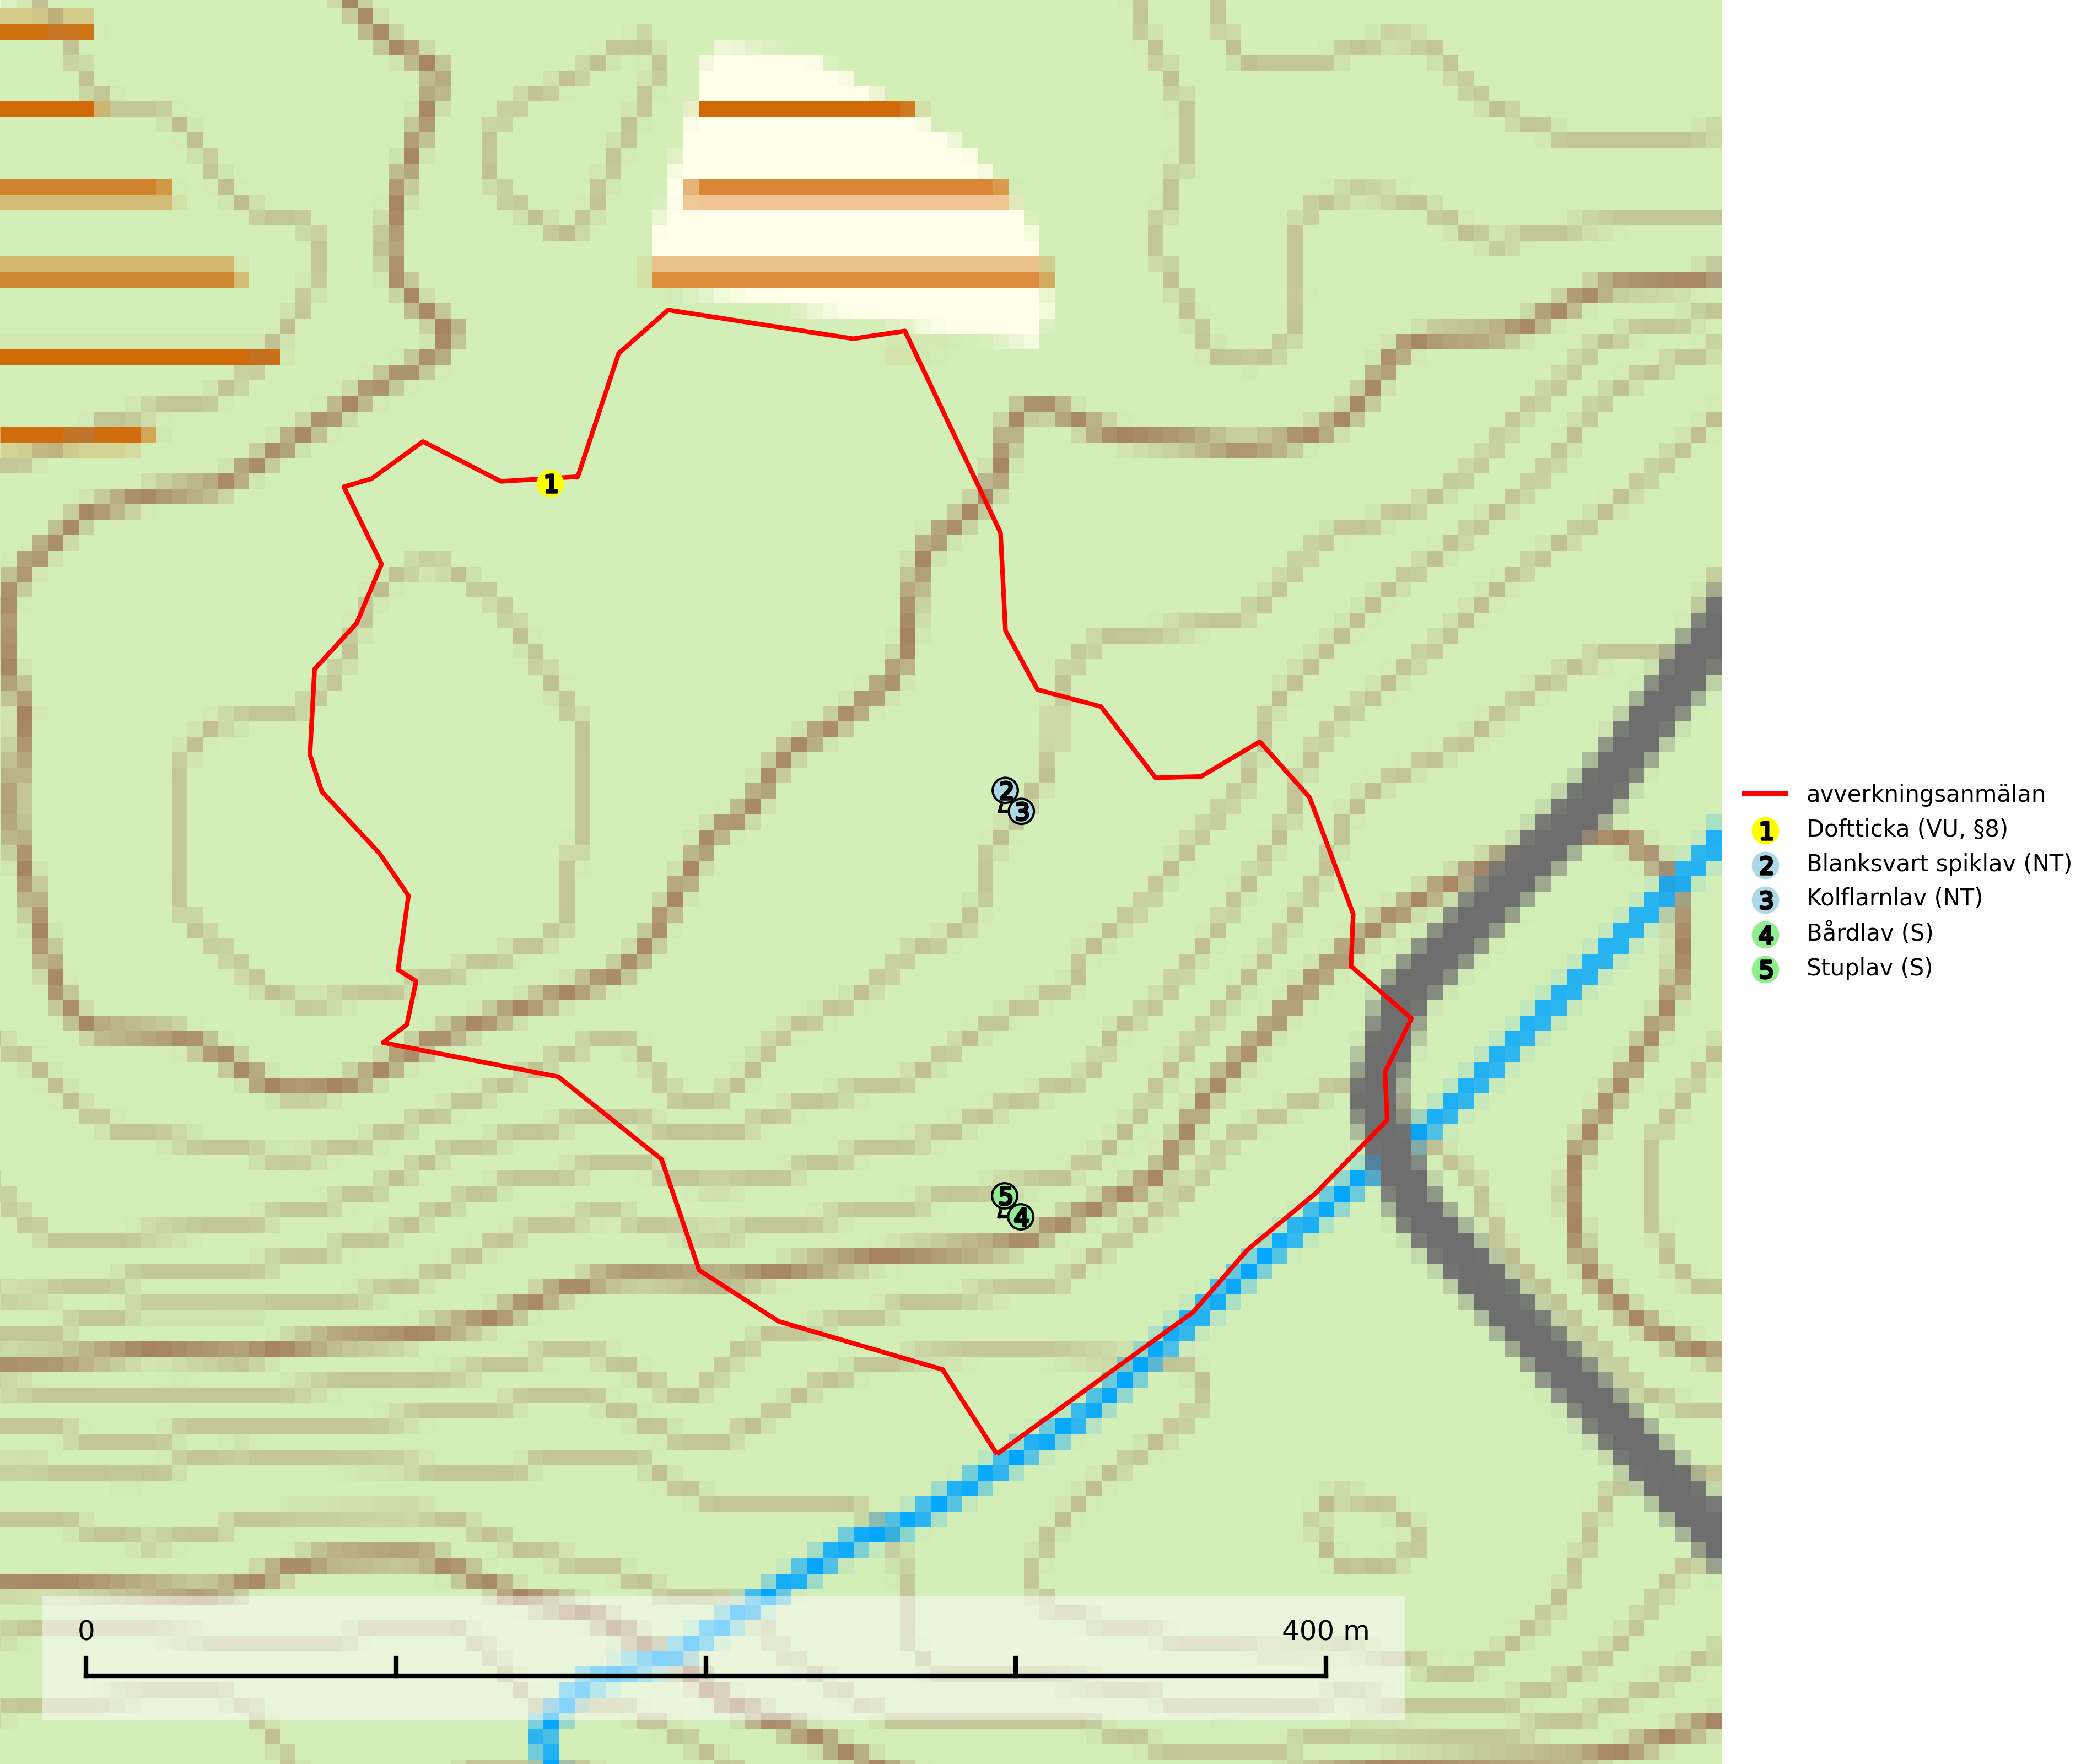 1
2
3
5
4
avverkningsanmälan
1 Doftticka (VU, §8)
2 Blanksvart spiklav (NT)
3 Kolflarnlav (NT)
4 Bårdlav (S)
5 Stuplav (S)
0 400 m